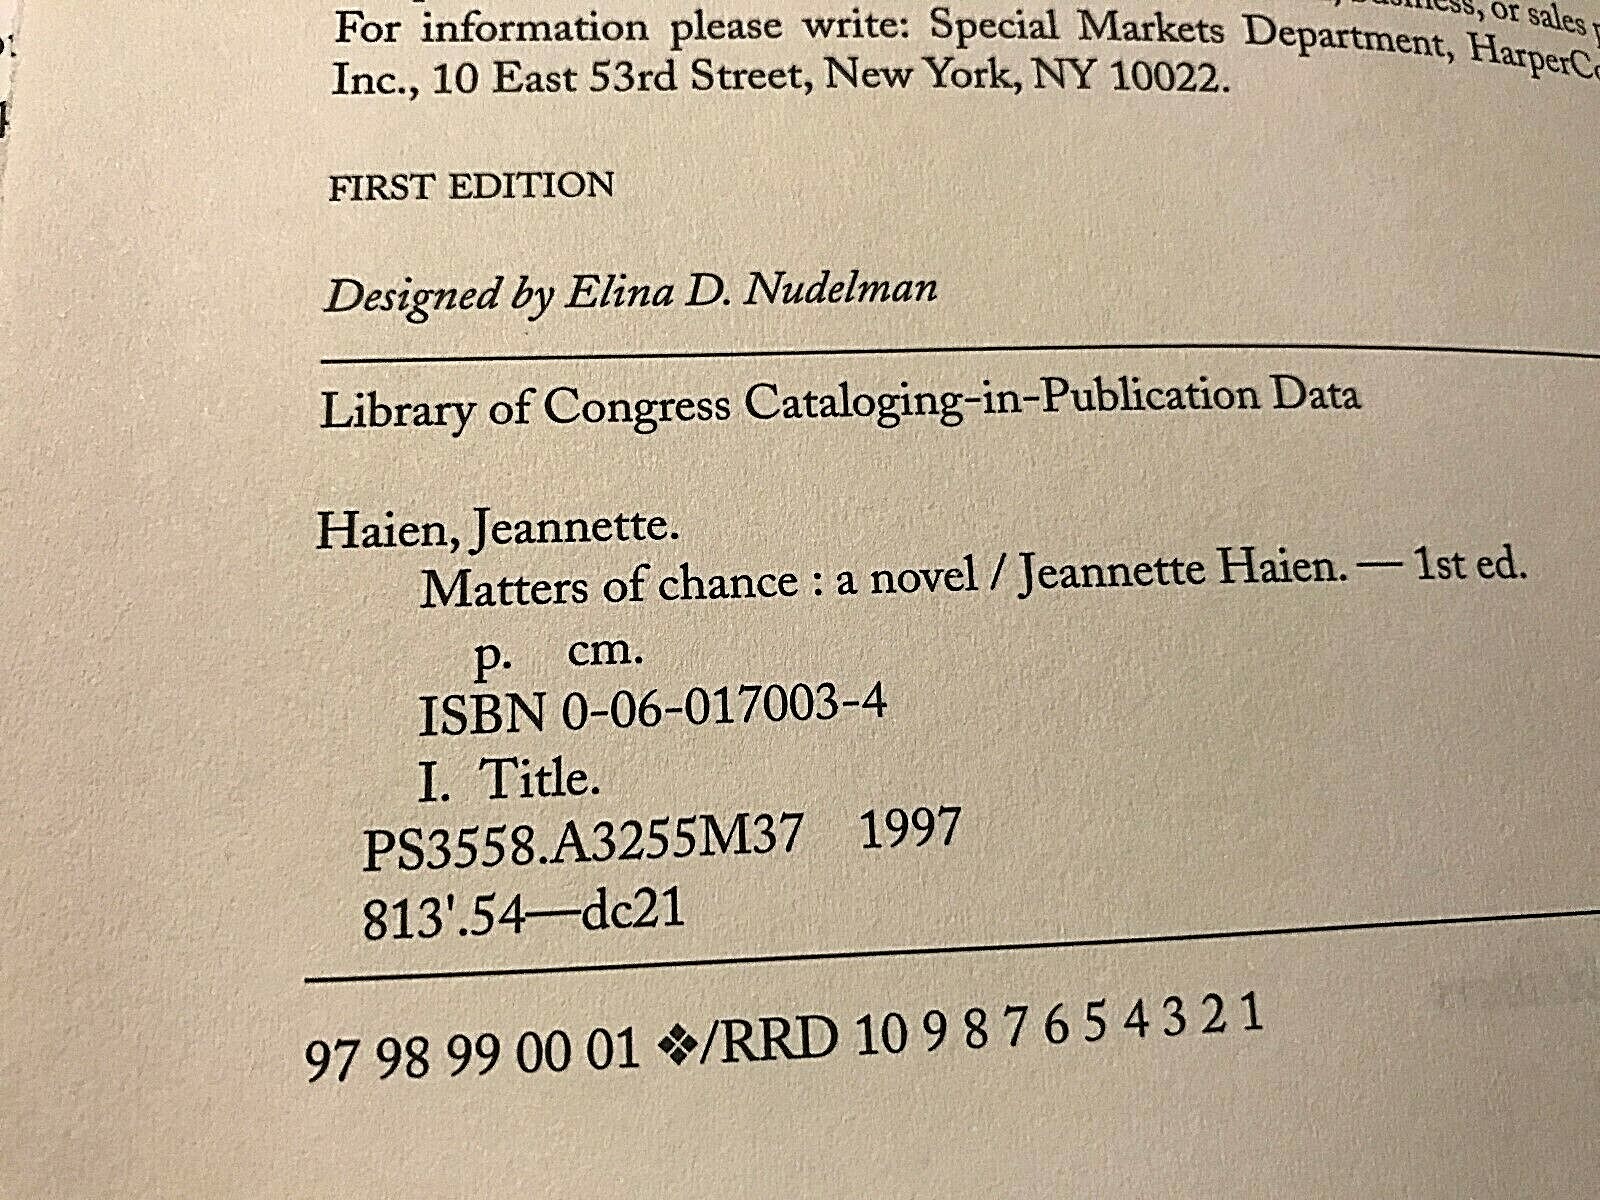 business, or sales
For information please write: Special Markets Department,
Inc., 10 East 53rd Street, New York, NY 10022.
FIRST EDITION
Designed by Elina D. Nudelman
Library of Congress Cataloging-in-Publication Data
Haien, Jeannette.
Matters of chance : a novel / Jeannette Haien. — 1st ed.
p. cm.
ISBN 0-06-017003-4
I. Title.
PS3558.A3255M37 1997
813'.54—dc21
97 98 99 00 01 ❖/RRD 10 9 8 7 6 5 4 3 2 1